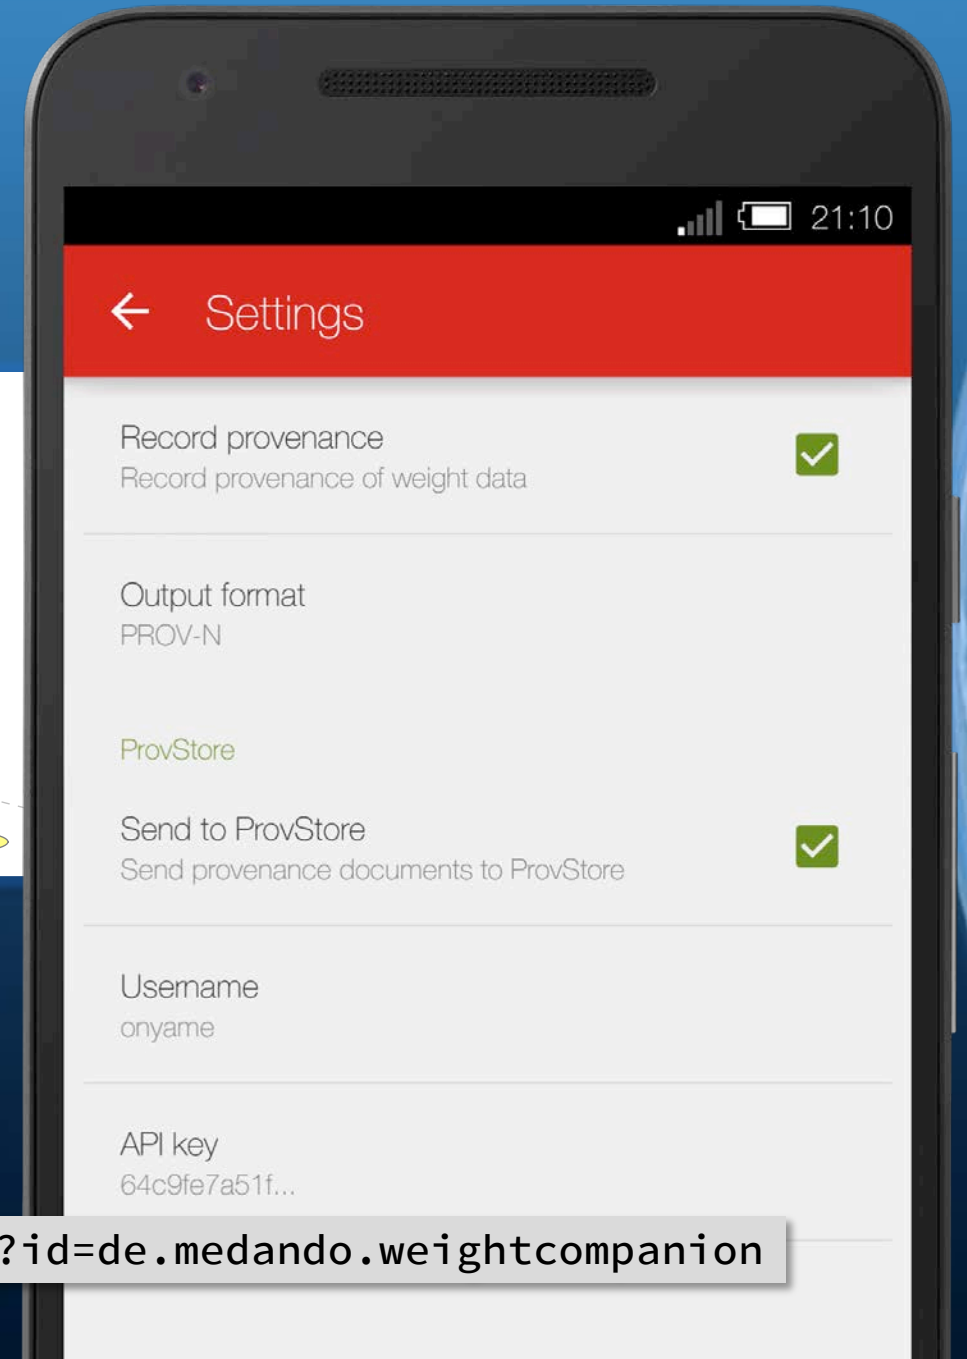 21:10
Settings
Record provenance
Record provenance of weight data
Output format
PROV-N
ProvStore
Send to ProvStore
Send provenance documents to ProvStore
Username
onyame
API key
64c9fe7a51f...
?id=de.medando.weightcompanion